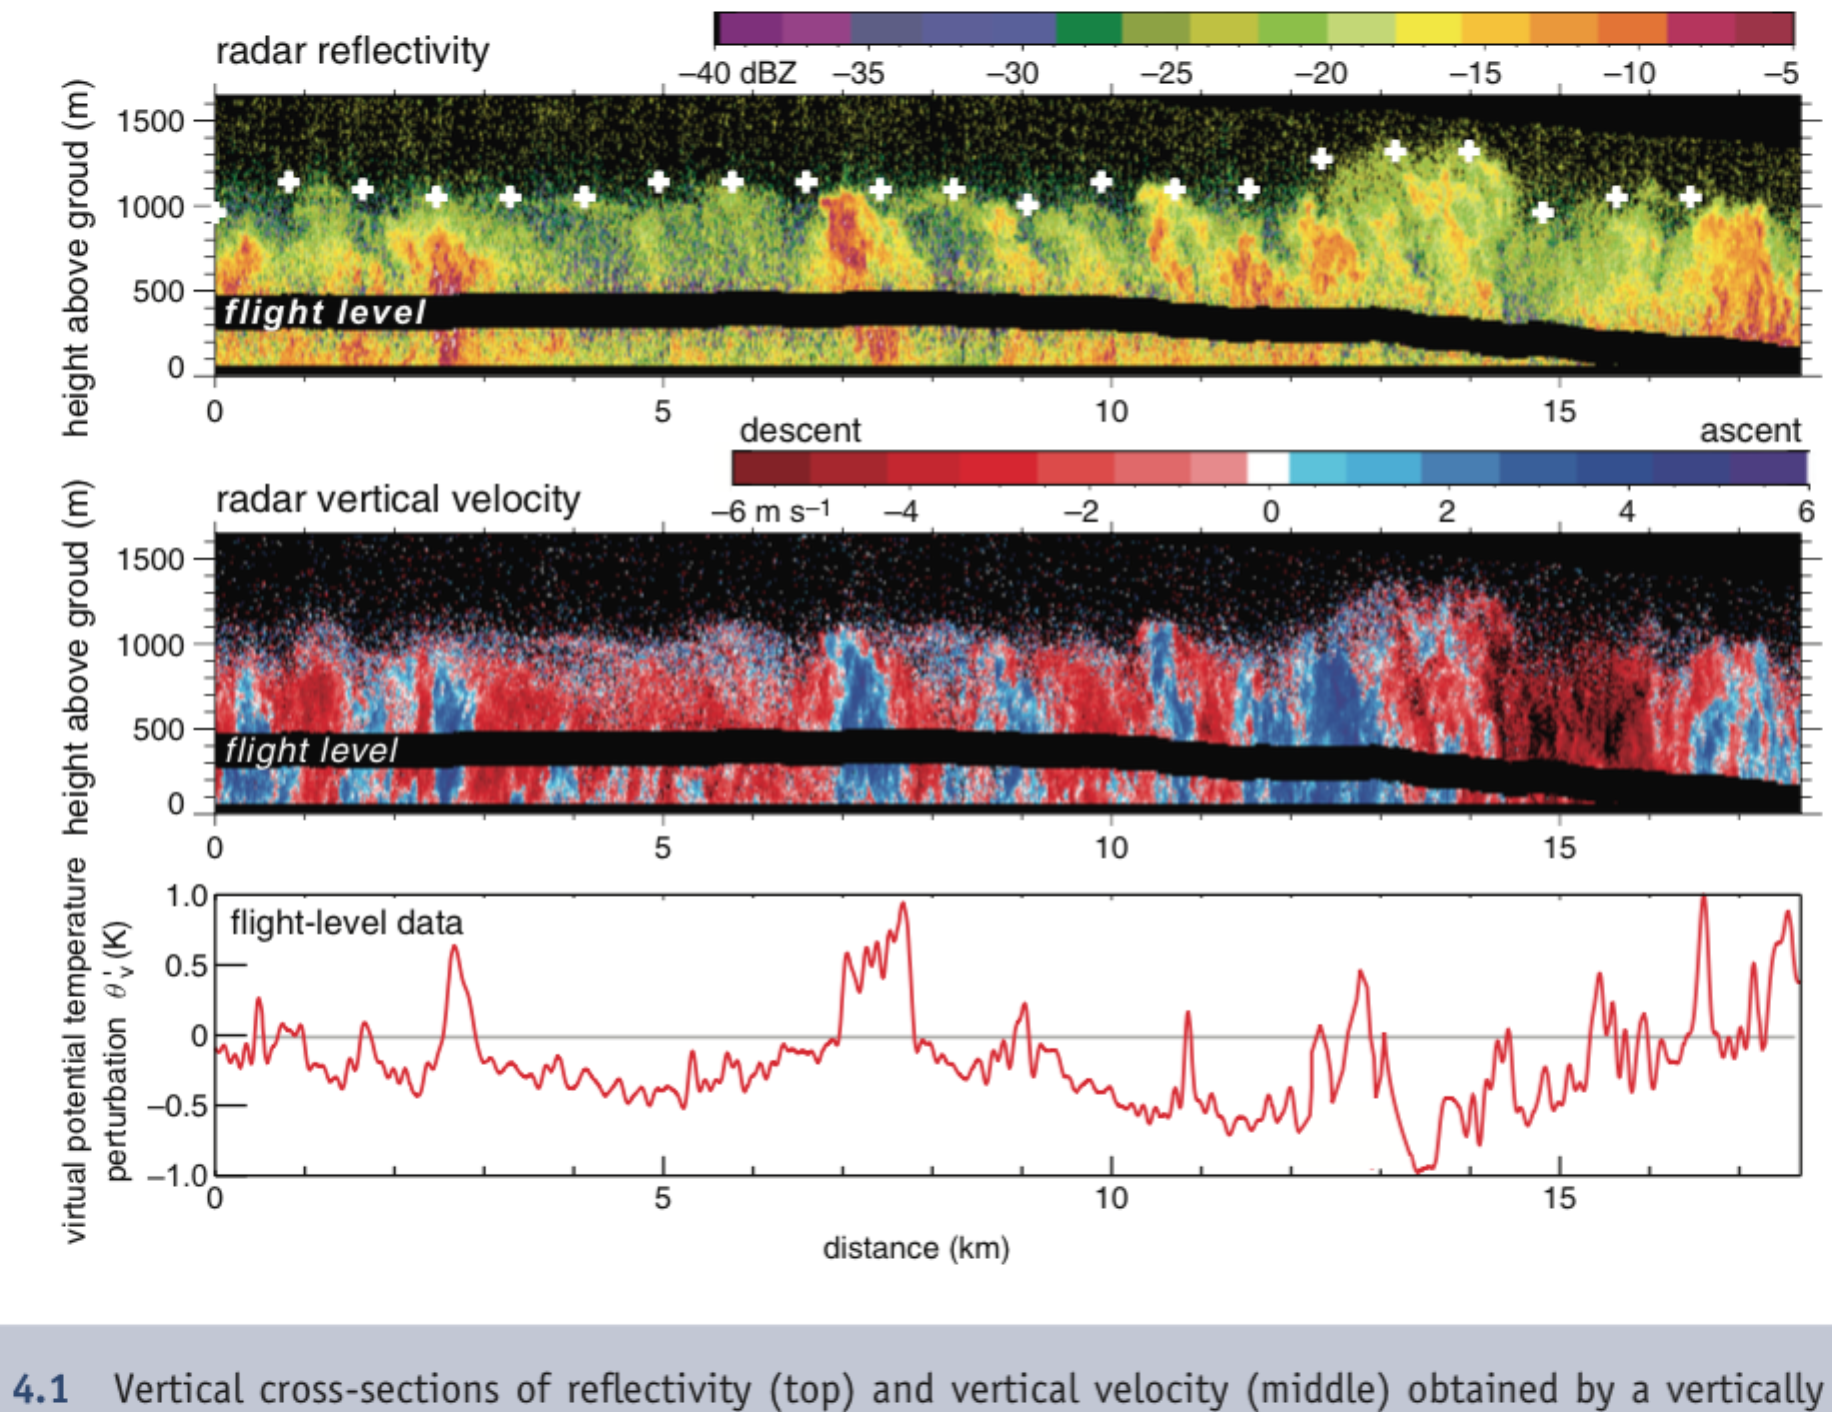 radar reflectivity
−40 dBZ −35 −30 −25 −20 −15 −10 −5
height above groud (m)
1500
1000
500
0
flight level
0 5 10 15
descent ascent
radar vertical velocity
−6 m s−1 −4 −2 0 2 4 6
height above groud (m)
1500
1000
500
0
flight level
0 5 10 15
virtual potential temperature
perturbation θ'v (K)
1.0
0.5
0
−0.5
−1.0
flight-level data
0 5 10 15
distance (km)
4.1 Vertical cross-sections of reflectivity (top) and vertical velocity (middle) obtained by a vertically